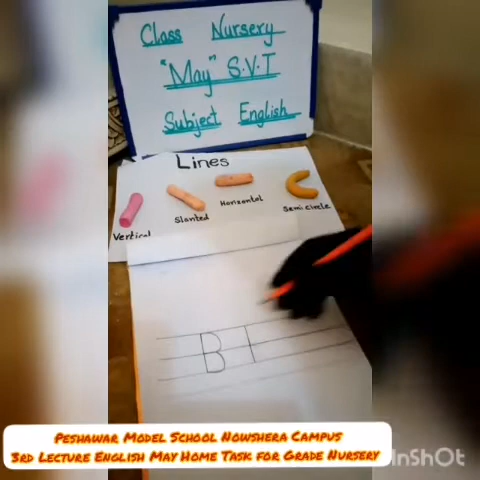 Class Nursery
"May" S.V.T
Subject English
Lines
Vertical
Slanted
Horizontal
Semi circle
B
Peshawar Model School Nowshera Campus
3rd Lecture English May Home Task for Grade Nursery
InShOt